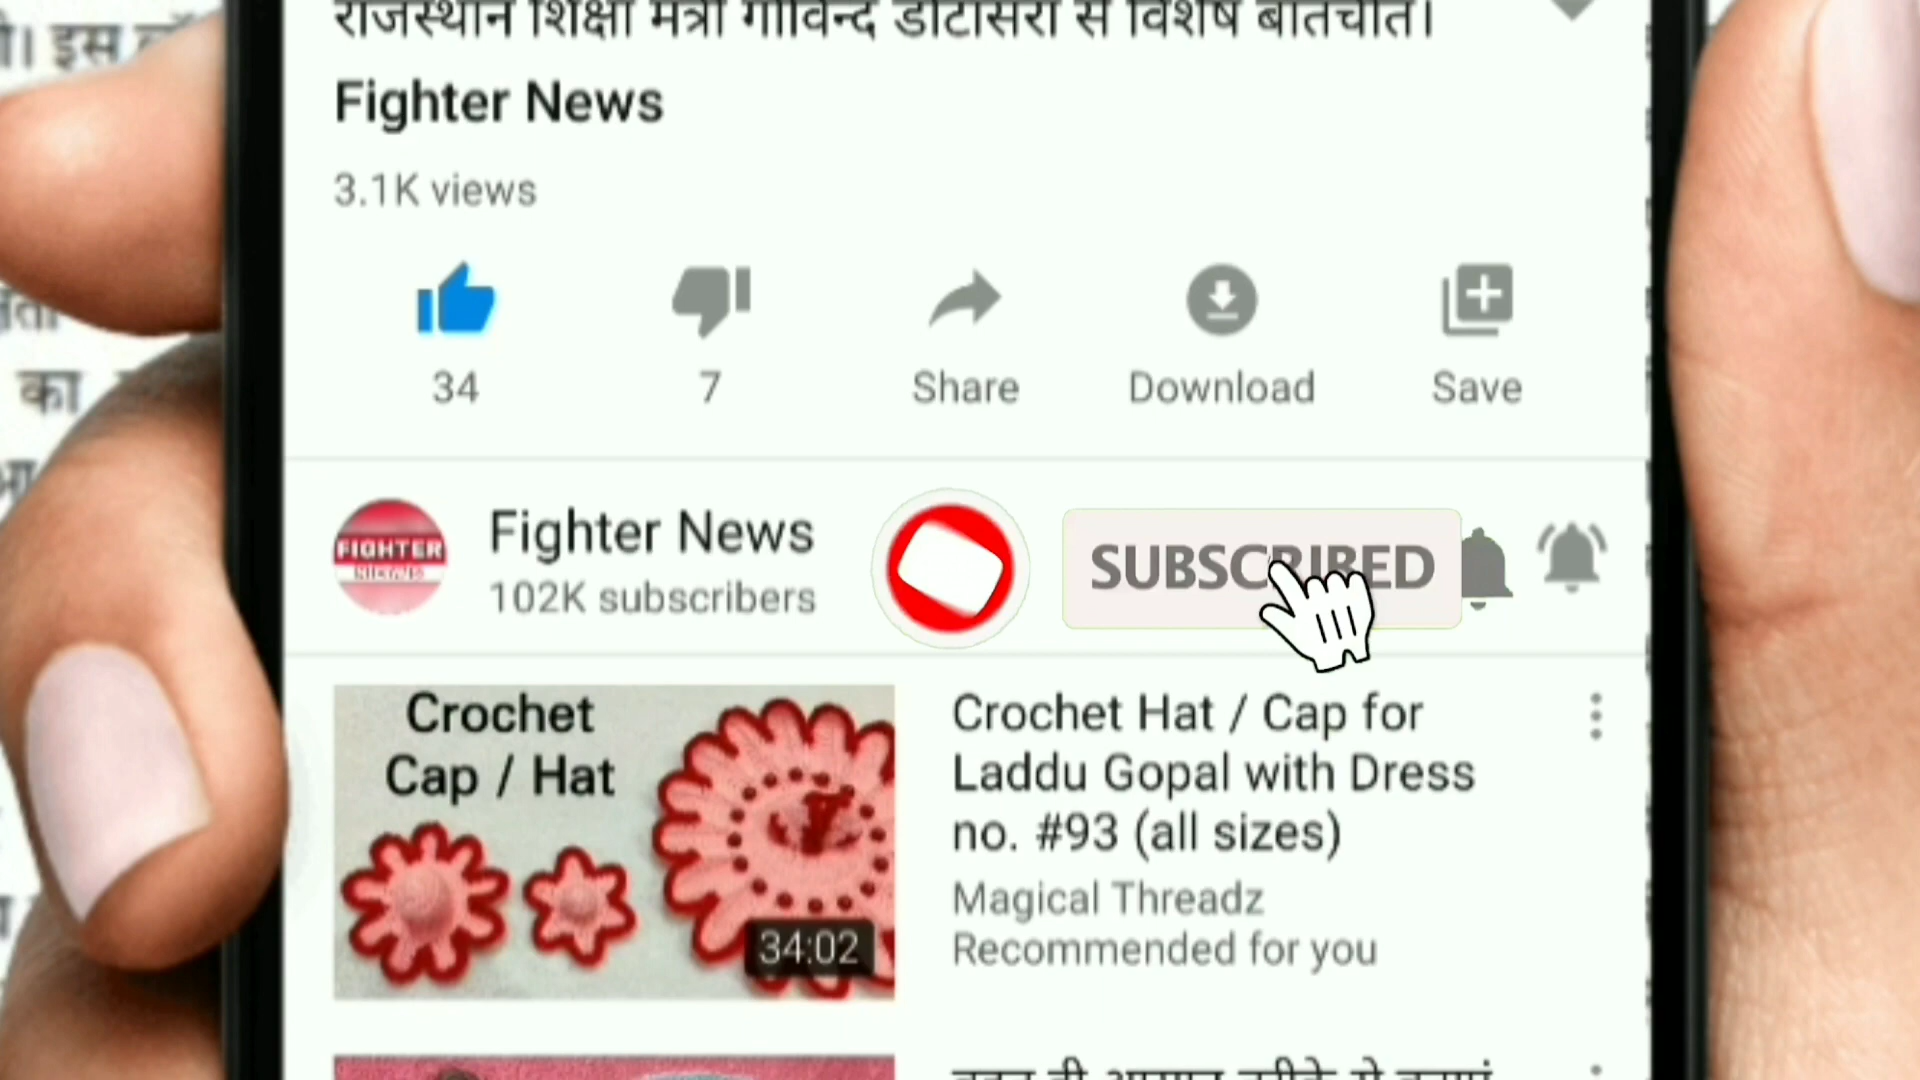 राजस्थान शिक्षा मंत्री गोविन्द डोटासरा से विशेष बातचीत।
Fighter News
3.1K views
34
7
Share
Download
Save
FIGHTER
Fighter News
102K subscribers
SUBSCRIBED
Crochet
Cap / Hat
34:02
Crochet Hat / Cap for
Laddu Gopal with Dress
no. #93 (all sizes)
Magical Threadz
Recommended for you
। इस
का